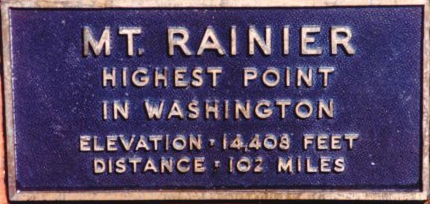 MT. RAINIER
HIGHEST POINT
IN WASHINGTON
ELEVATION · 14,408 FEET
DISTANCE · 102 MILES